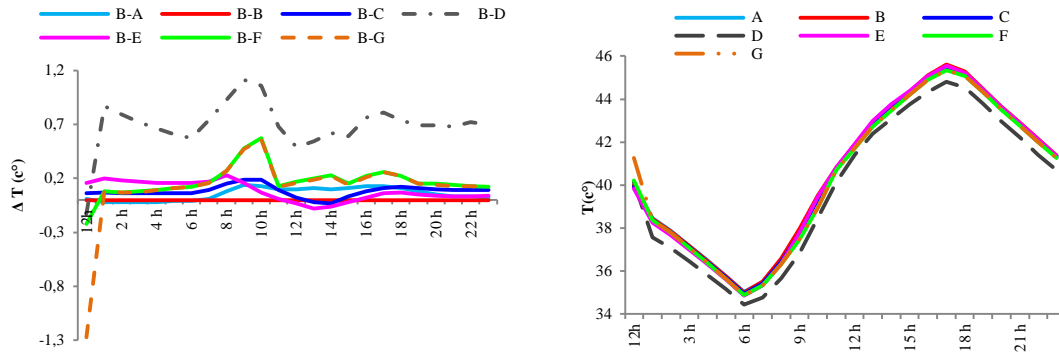 B-A B-B B-C B-D
B-E B-F B-G
1,2
0,7
0,2
-0,3
-0,8
-1,3
Δ T (c°)
12h 2 h 4 h 6 h 8 h 10 h 12 h 14 h 16 h 18 h 20 h 22 h
A B C
D E F
G
46
44
42
40
38
36
34
T(c°)
12h 3 h 6 h 9 h 12 h 15 h 18 h 21 h